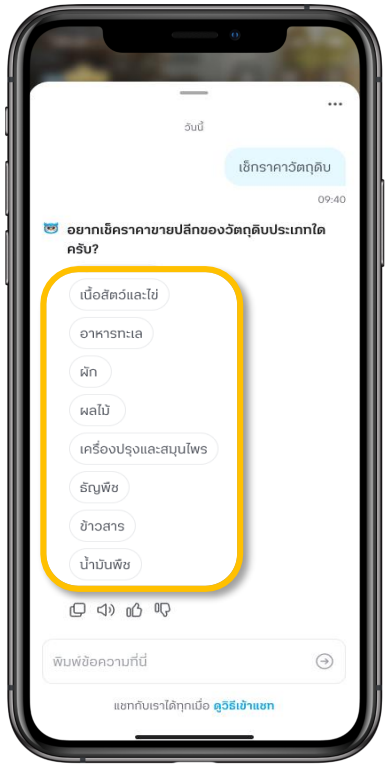 วันนี้
เช็กราคาวัตถุดิบ
09:40
อยากเช็คราคาขายปลีกของวัตถุดิบประเภทใด
ครับ?
เนื้อสัตว์และไข่
อาหารทะเล
ผัก
ผลไม้
เครื่องปรุงและสมุนไพร
ธัญพืช
ข้าวสาร
น้ำมันพืช
พิมพ์ข้อความที่นี่
แชทกับเราได้ทุกเมื่อ ดูวิธีเข้าแชท